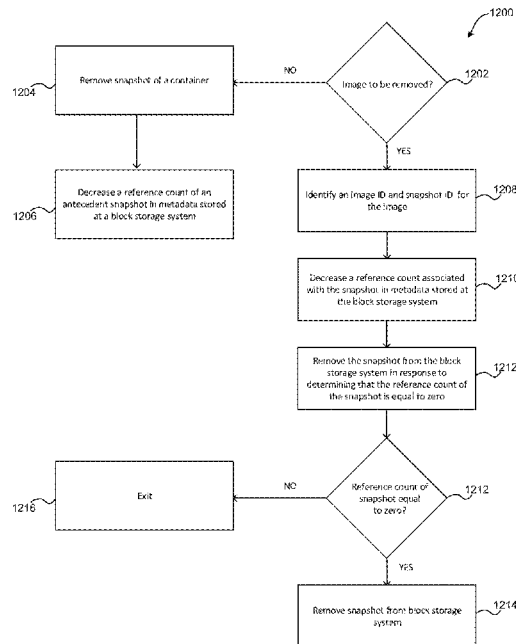 1200
Image to be removed?
1202
NO
YES
Remove snapshot of a container
1204
Decrease a reference count of an
antecedent snapshot in metadata stored
at a block storage system
1206
Identify an image ID and snapshot ID for
the image
1208
Decrease a reference count associated
with the snapshot in metadata stored at
the block storage system
1210
Remove the snapshot from the block
storage system in response to
determining that the reference count of
the snapshot is equal to zero
1212
Reference count of
snapshot equal
to zero?
1212
NO
YES
Exit
1216
Remove snapshot from block storage
system
1214